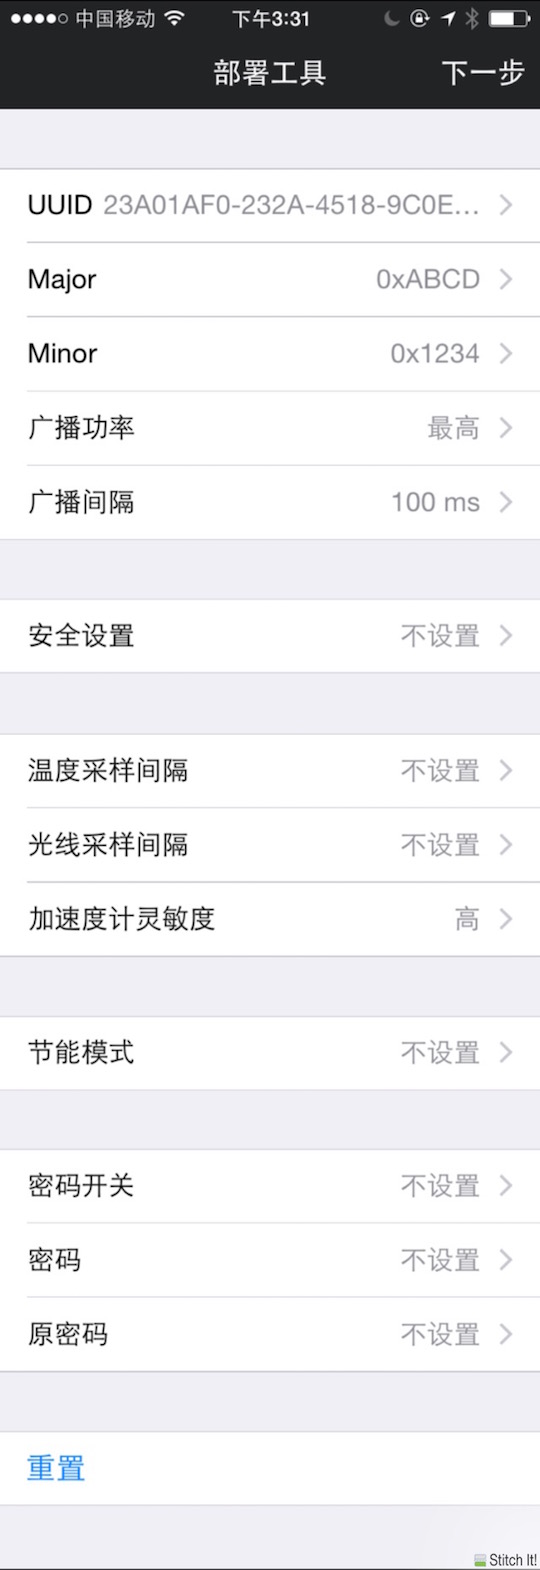 中国移动 下午3:31
部署工具 下一步
UUID 23A01AF0-232A-4518-9C0E...
Major 0xABCD
Minor 0x1234
广播功率 最高
广播间隔 100 ms
安全设置 不设置
温度采样间隔 不设置
光线采样间隔 不设置
加速度计灵敏度 高
节能模式 不设置
密码开关 不设置
密码 不设置
原密码 不设置
重置
Stitch It!